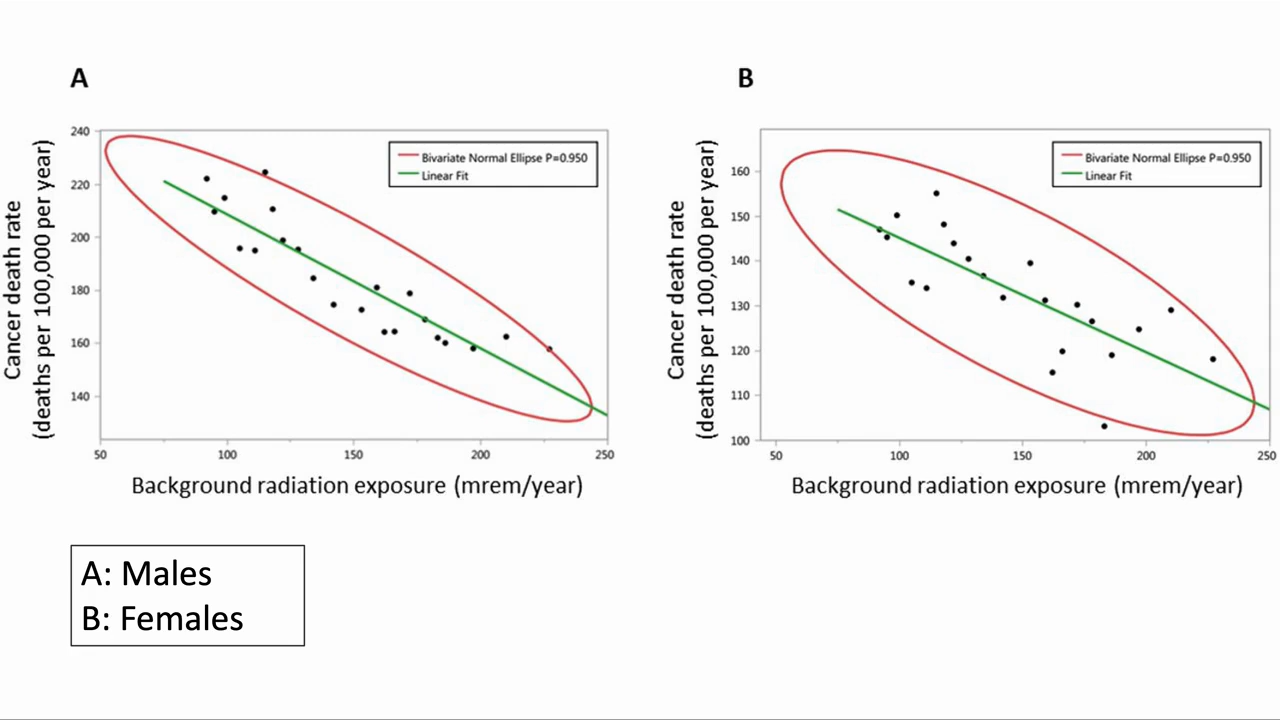 A
Cancer death rate
(deaths per 100,000 per year)
240
220
200
180
160
140
50 100 150 200 250
Bivariate Normal Ellipse P=0.950
Linear Fit
Background radiation exposure (mrem/year)
B
Cancer death rate
(deaths per 100,000 per year)
160
150
140
130
120
110
100
50 100 150 200 250
Bivariate Normal Ellipse P=0.950
Linear Fit
Background radiation exposure (mrem/year)
A: Males
B: Females